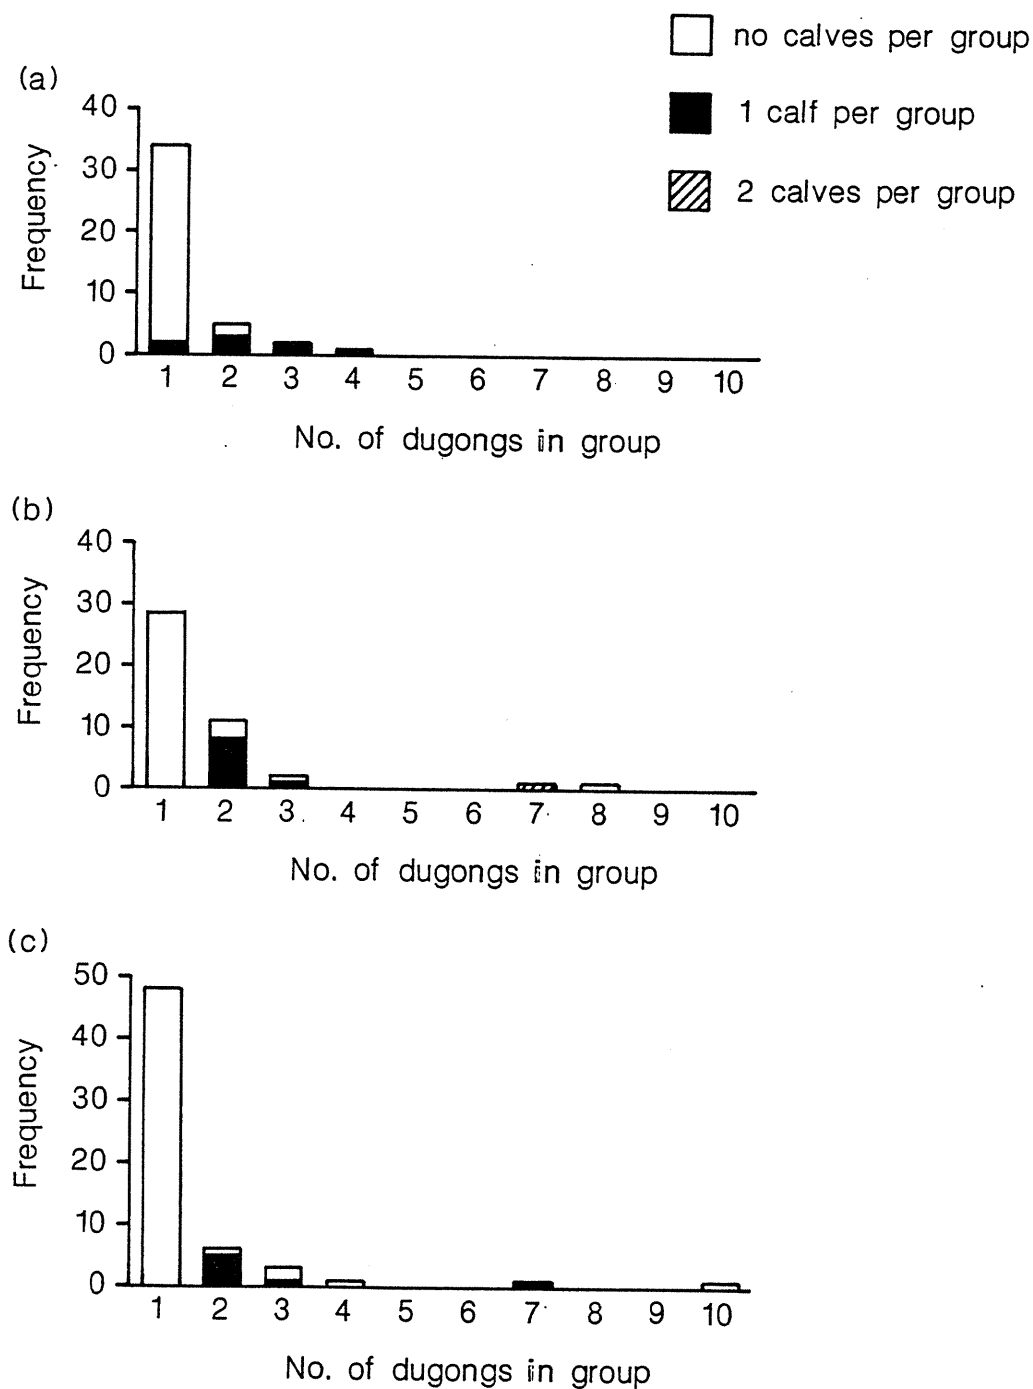 no calves per group
1 calf per group
2 calves per group
(a)
40
30
20
10
0
Frequency
1 2 3 4 5 6 7 8 9 10
No. of dugongs in group
(b)
40
30
20
10
0
Frequency
1 2 3 4 5 6 7 8 9 10
No. of dugongs in group
(c)
50
40
30
20
10
0
Frequency
1 2 3 4 5 6 7 8 9 10
No. of dugongs in group